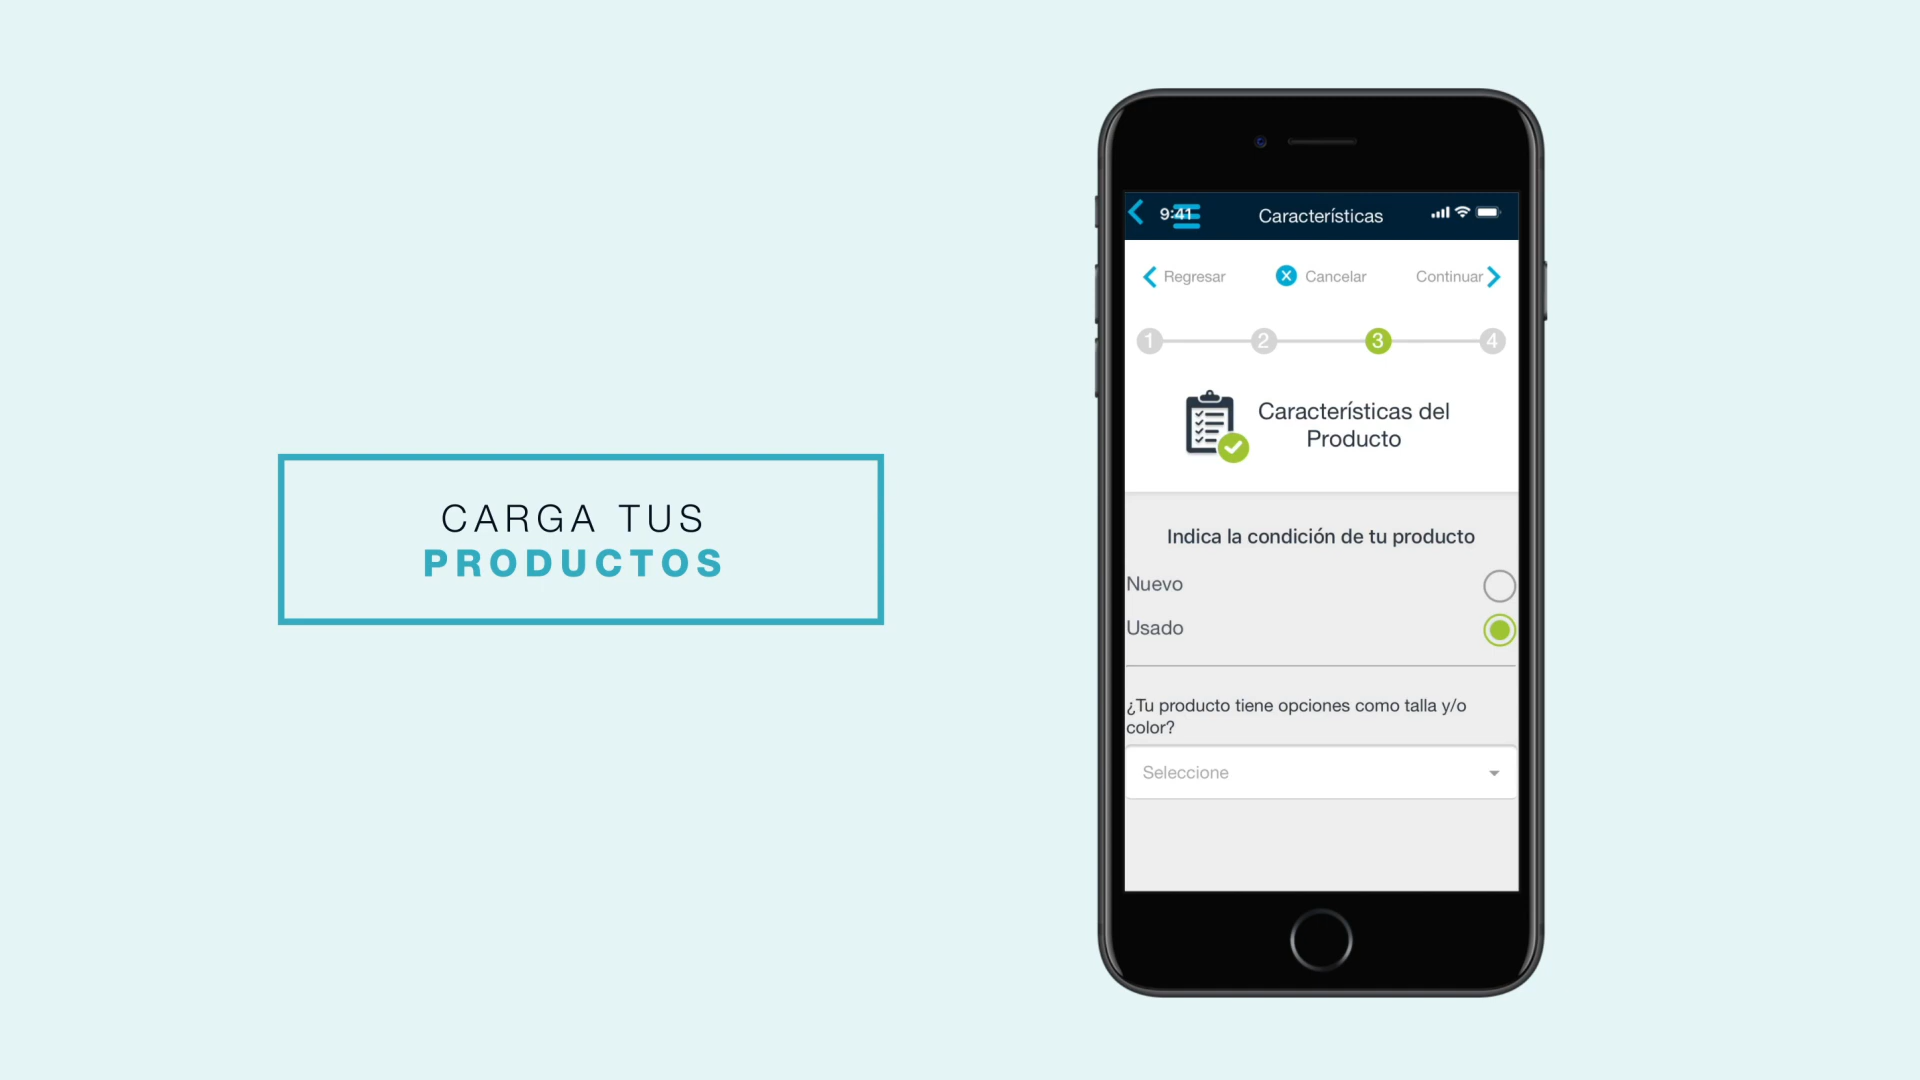 CARGA TUS
PRODUCTOS
9:41 Características
Regresar Cancelar Continuar
1 2 3 4
Características del
Producto
Indica la condición de tu producto
Nuevo
Usado
¿Tu producto tiene opciones como talla y/o
color?
Seleccione